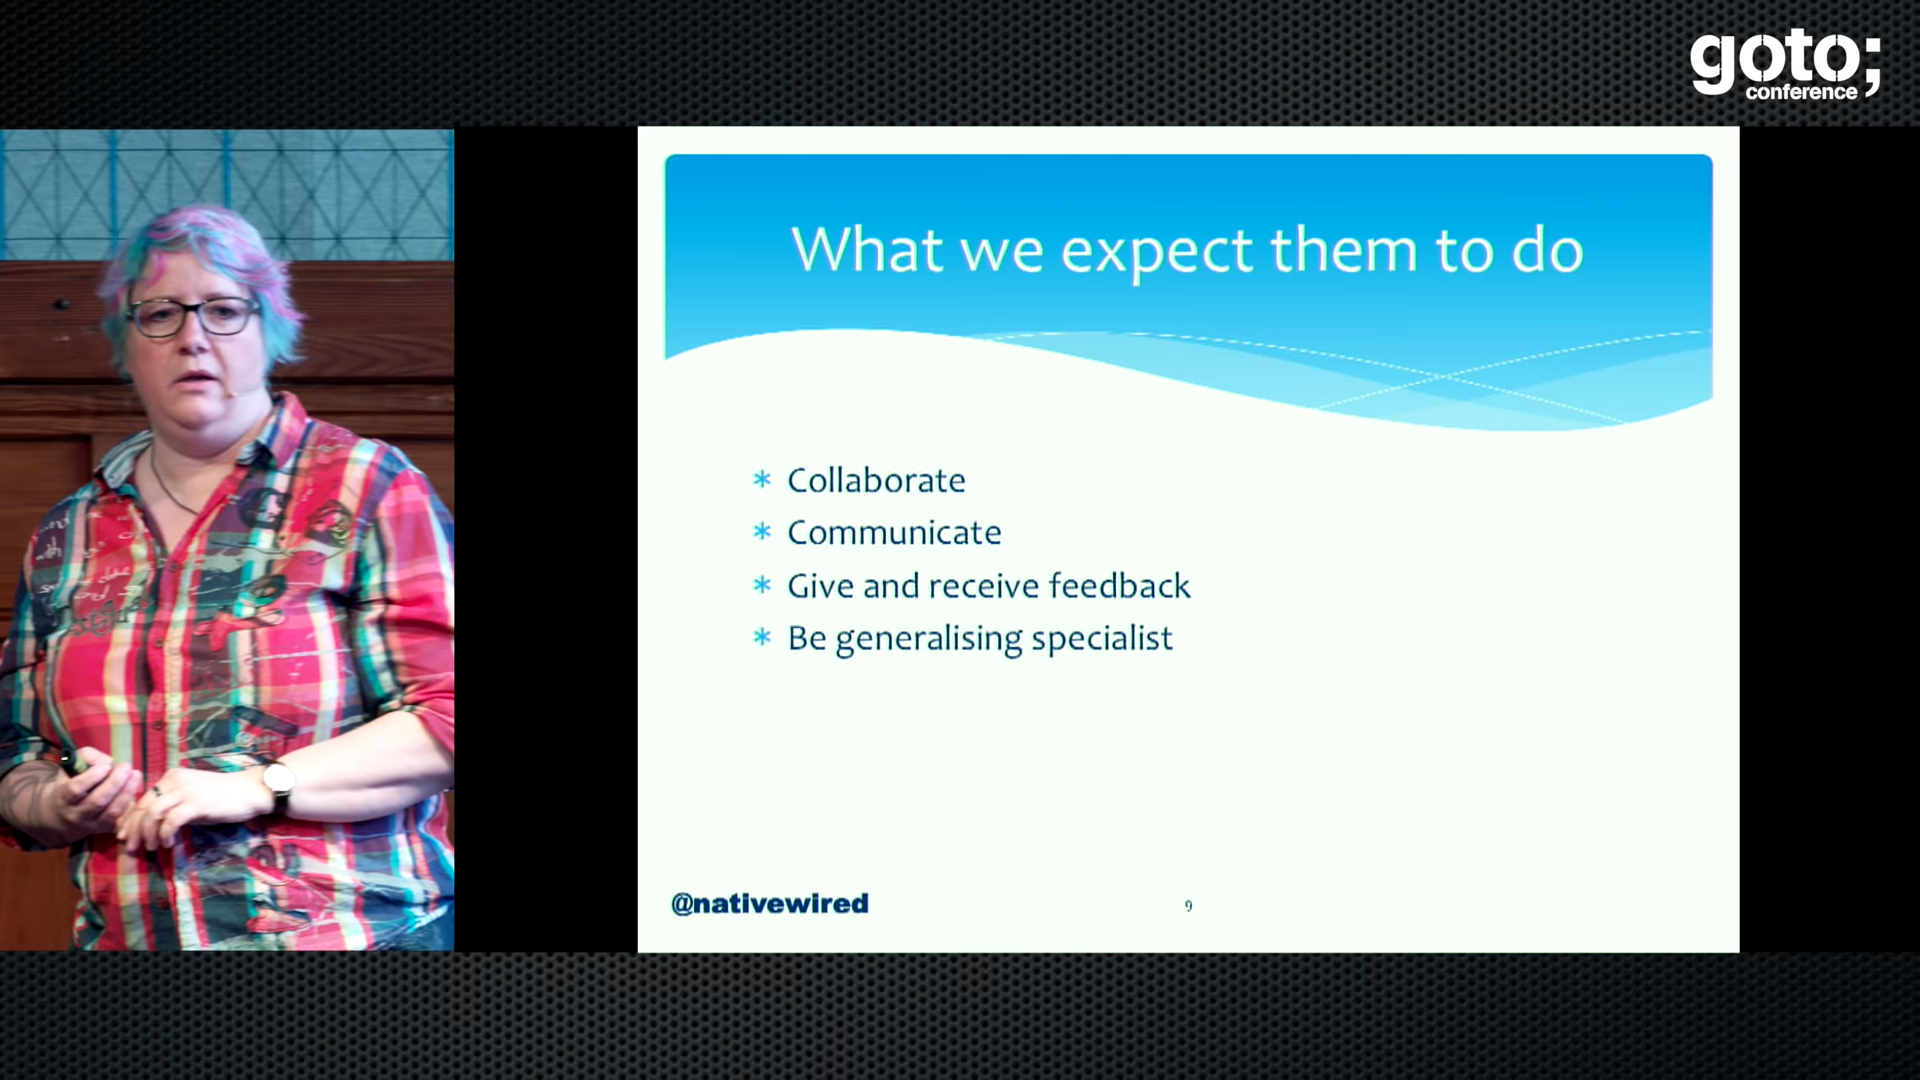 goto;
conference
What we expect them to do
* Collaborate
* Communicate
* Give and receive feedback
* Be generalising specialist
@nativewired
9